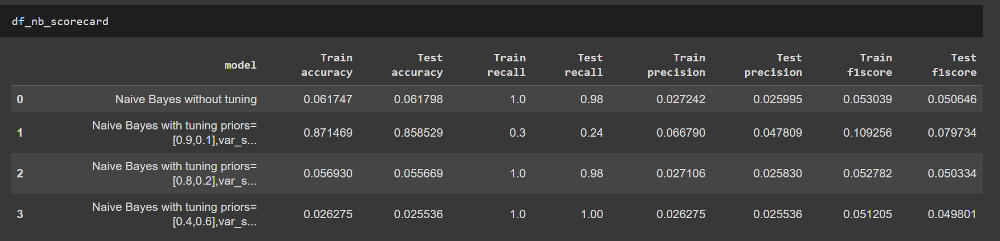 df_nb_scorecard
model Train accuracy Test accuracy Train recall Test recall Train precision Test precision Train f1score Test f1score
0 Naive Bayes without tuning 0.061747 0.061798 1.0 0.98 0.027242 0.025995 0.053039 0.050646
1 Naive Bayes with tuning priors=[0.9,0.1],var_s... 0.871469 0.858529 0.3 0.24 0.066790 0.047809 0.109256 0.079734
2 Naive Bayes with tuning priors=[0.8,0.2],var_s... 0.056930 0.055669 1.0 0.98 0.027106 0.025830 0.052782 0.050334
3 Naive Bayes with tuning priors=[0.4,0.6],var_s... 0.026275 0.025536 1.0 1.00 0.026275 0.025536 0.051205 0.049801